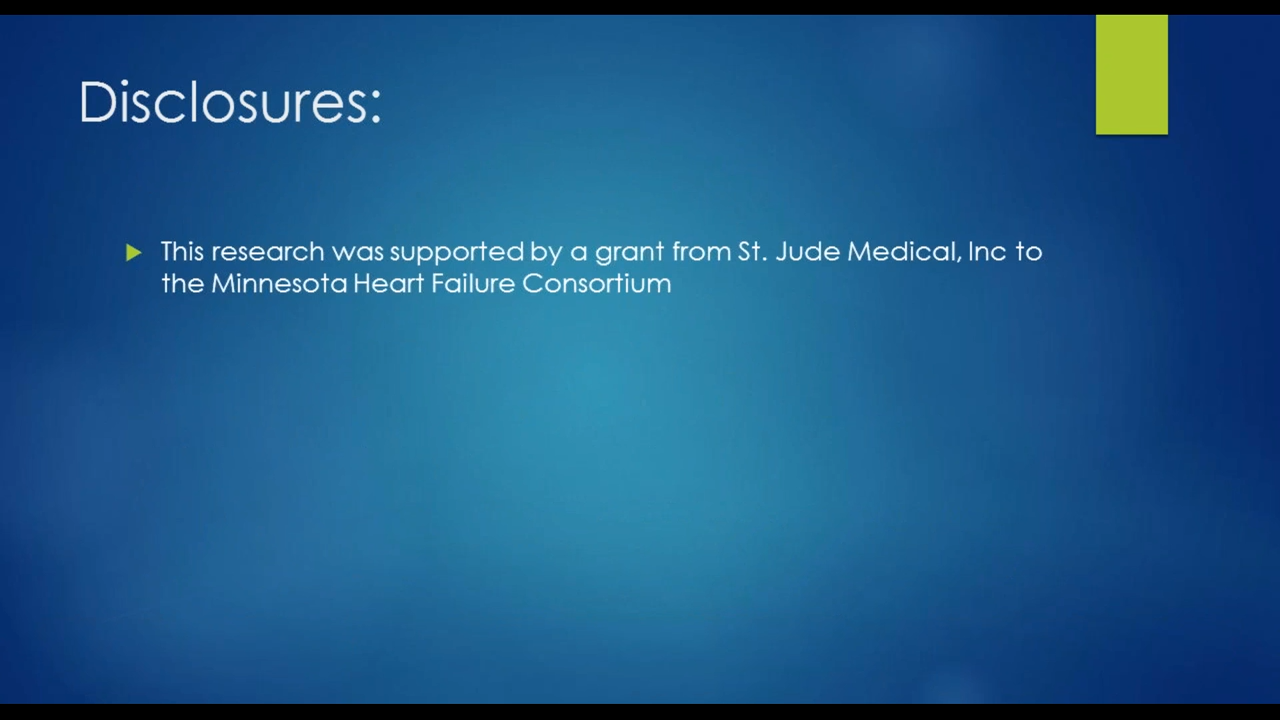 Disclosures:
This research was supported by a grant from St. Jude Medical, Inc to
the Minnesota Heart Failure Consortium